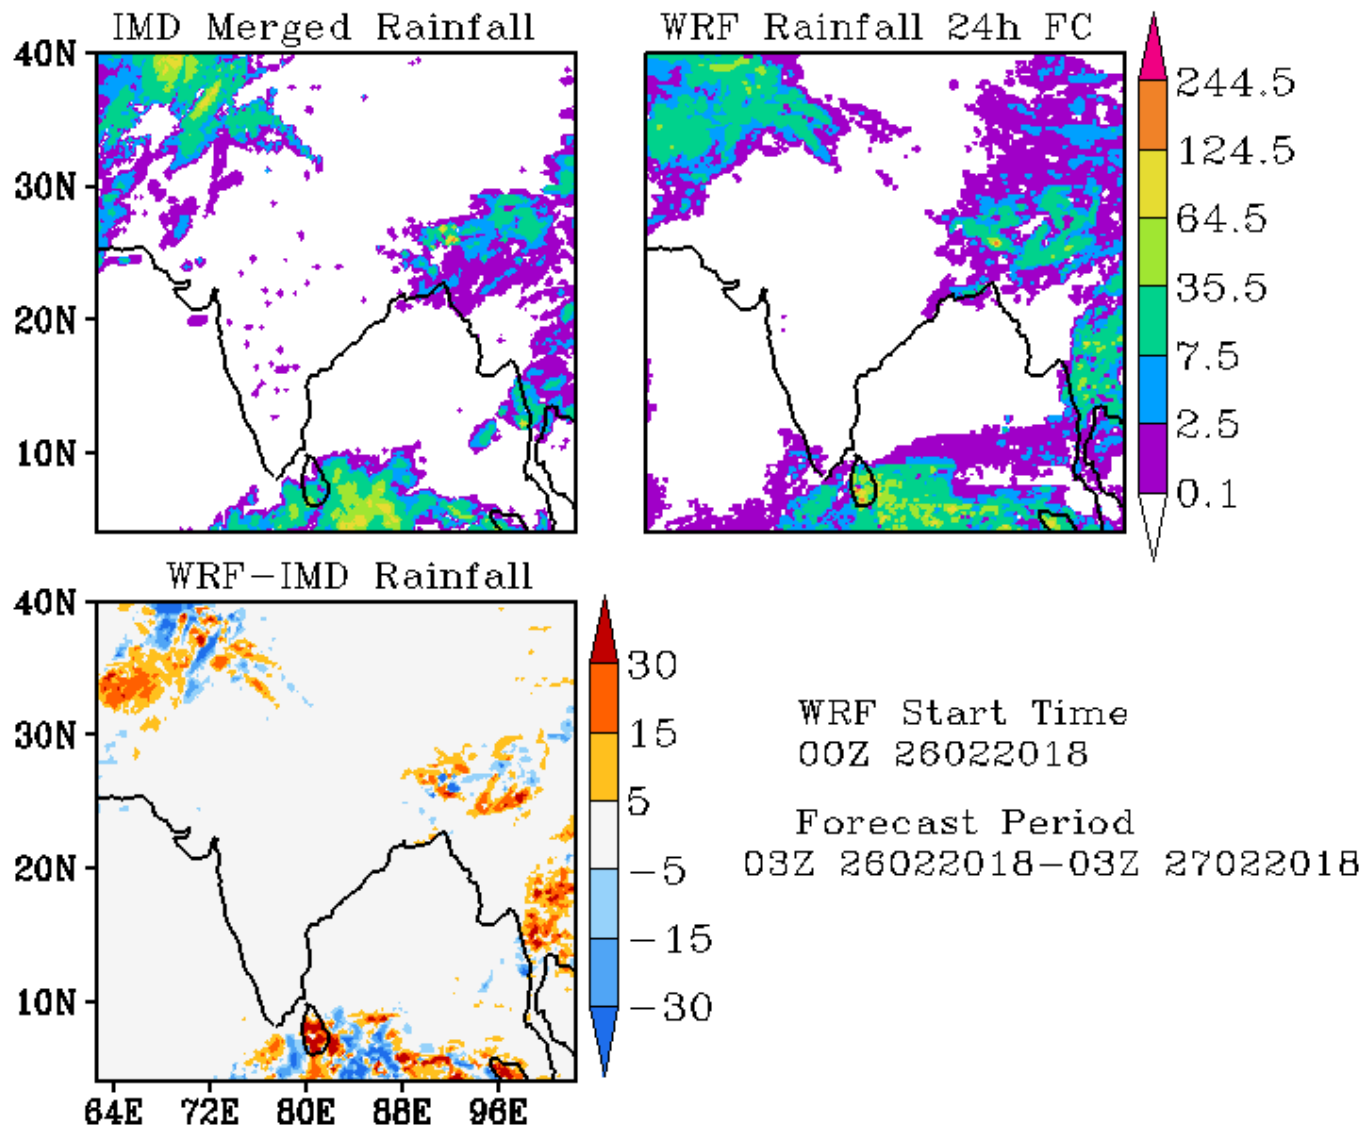 IMD Merged Rainfall
WRF Rainfall 24h FC
40N
30N
20N
10N
244.5
124.5
64.5
35.5
7.5
2.5
0.1
WRF-IMD Rainfall
40N
30N
20N
10N
64E 72E 80E 88E 96E
30
15
5
-5
-15
-30
WRF Start Time
00Z 26022018
Forecast Period
03Z 26022018-03Z 27022018